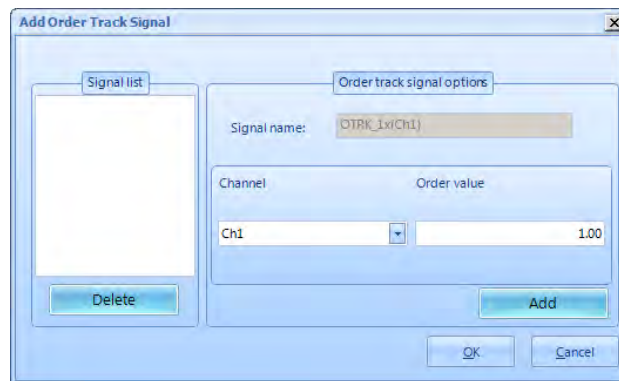 Add Order Track Signal
Signal list
Order track signal options
Signal name:
OTRK_1x(Ch1)
Channel
Order value
Ch1
1.00
Delete
Add
OK
Cancel